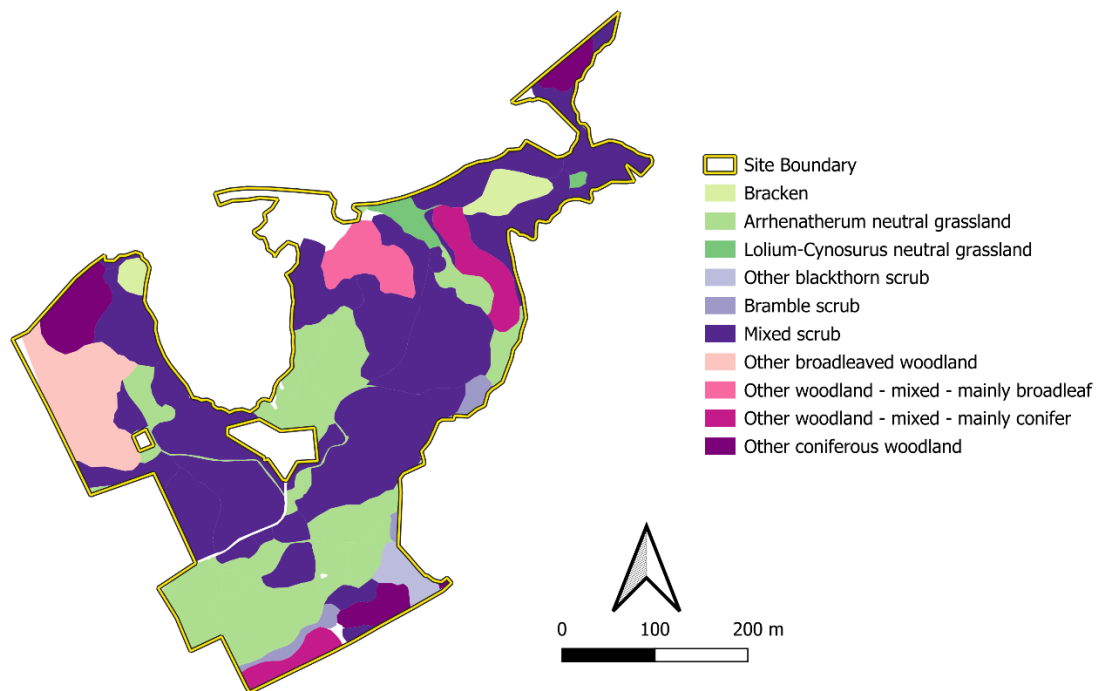 Site Boundary
Bracken
Arrhenatherum neutral grassland
Lolium-Cynosurus neutral grassland
Other blackthorn scrub
Bramble scrub
Mixed scrub
Other broadleaved woodland
Other woodland - mixed - mainly broadleaf
Other woodland - mixed - mainly conifer
Other coniferous woodland
0 100 200 m